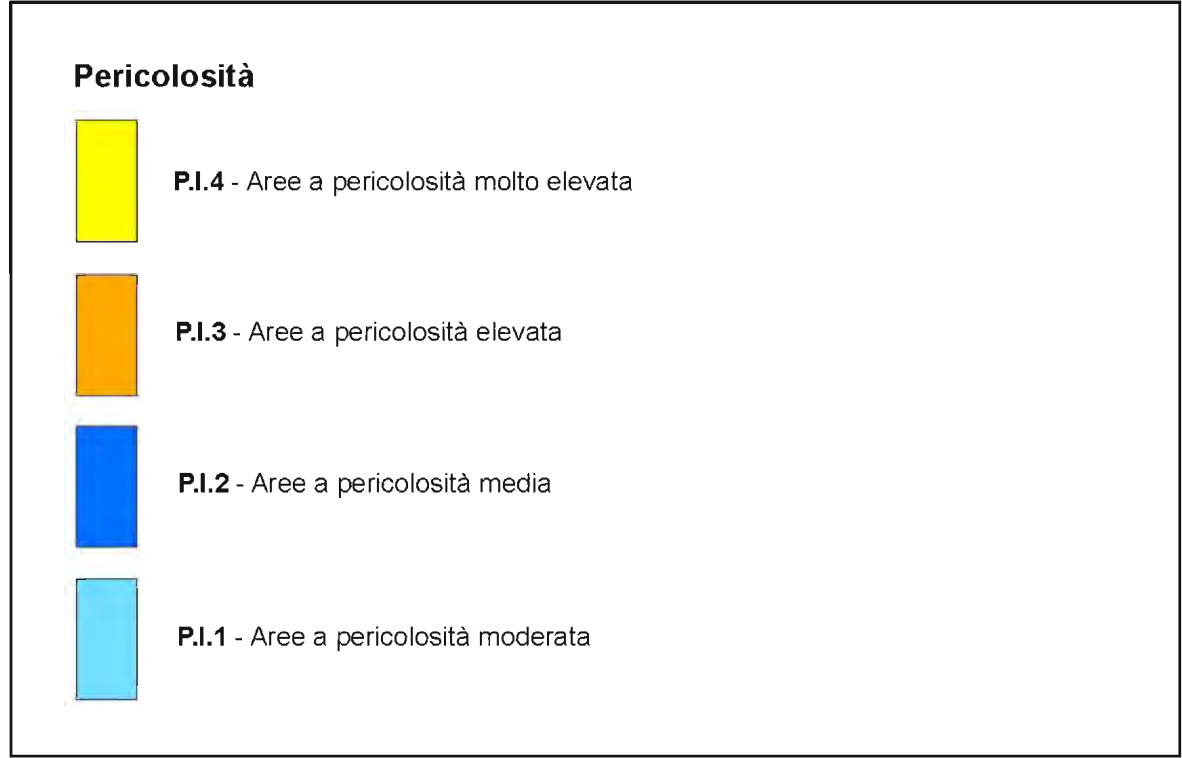 Pericolosità
P.I.4 - Aree a pericolosità molto elevata
P.I.3 - Aree a pericolosità elevata
P.I.2 - Aree a pericolosità media
P.I.1 - Aree a pericolosità moderata